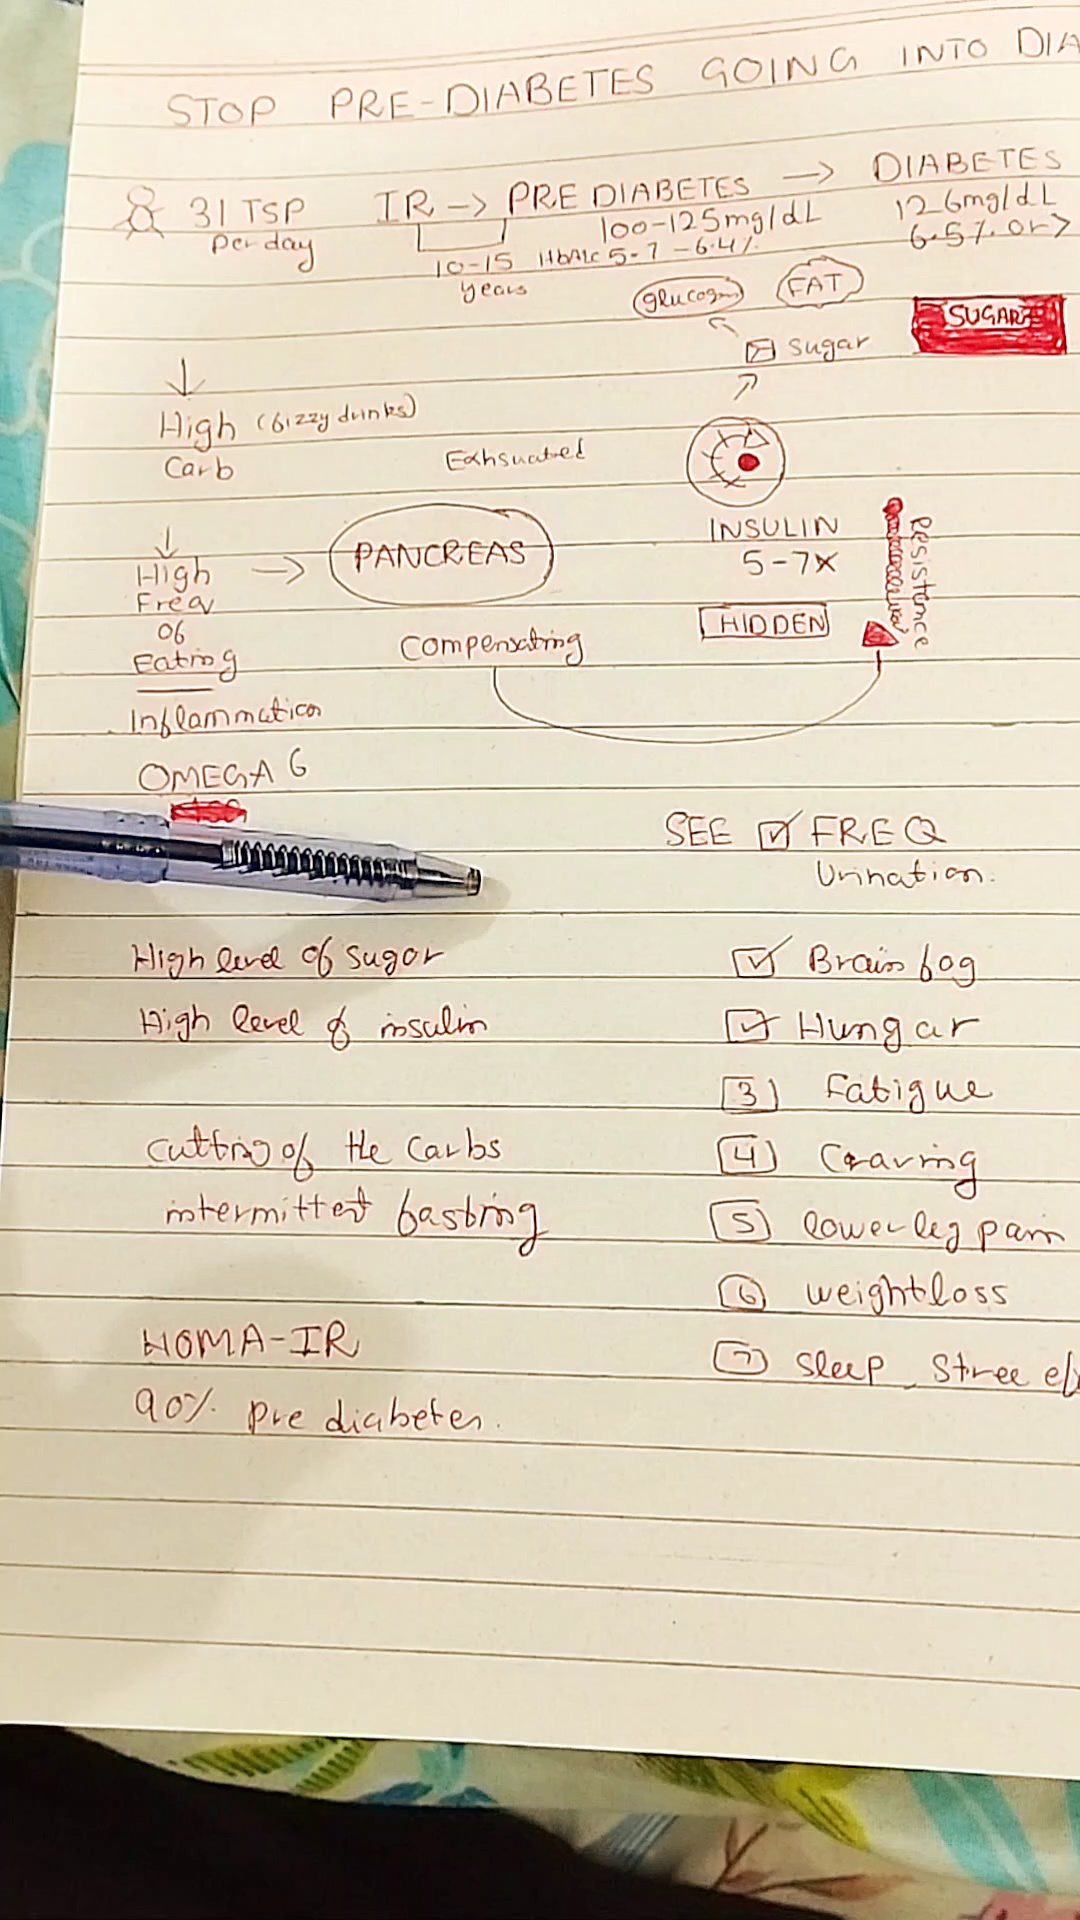 STOP PRE-DIABETES GOING INTO DIA
31 TSP IR → PRE DIABETES → DIABETES
Per day 100-125mg/dL 126mg/dL
10-15 HbA1c 5-7 - 6.4% 6.5% or >
years
glucogn FAT
SUGAR
sugar
High (fizzy drinks)
Carb
Exhsuated
INSULIN
5-7x
Resistence
PANCREAS
High
Freq
Of
Eating
HIDDEN
Compensating
Inflammation
OMEGA 6
SEE ☑ FREQ
Urination.
High level of sugar ☑ Brain fog
High level of insulin ☑ Hungar
3 Fatigue
cutting of the Carbs 4 Craving
intermittent fasting 5 lower leg pain
6 weightloss
HOMA-IR 7 Sleep,
90% Pre diabeten.